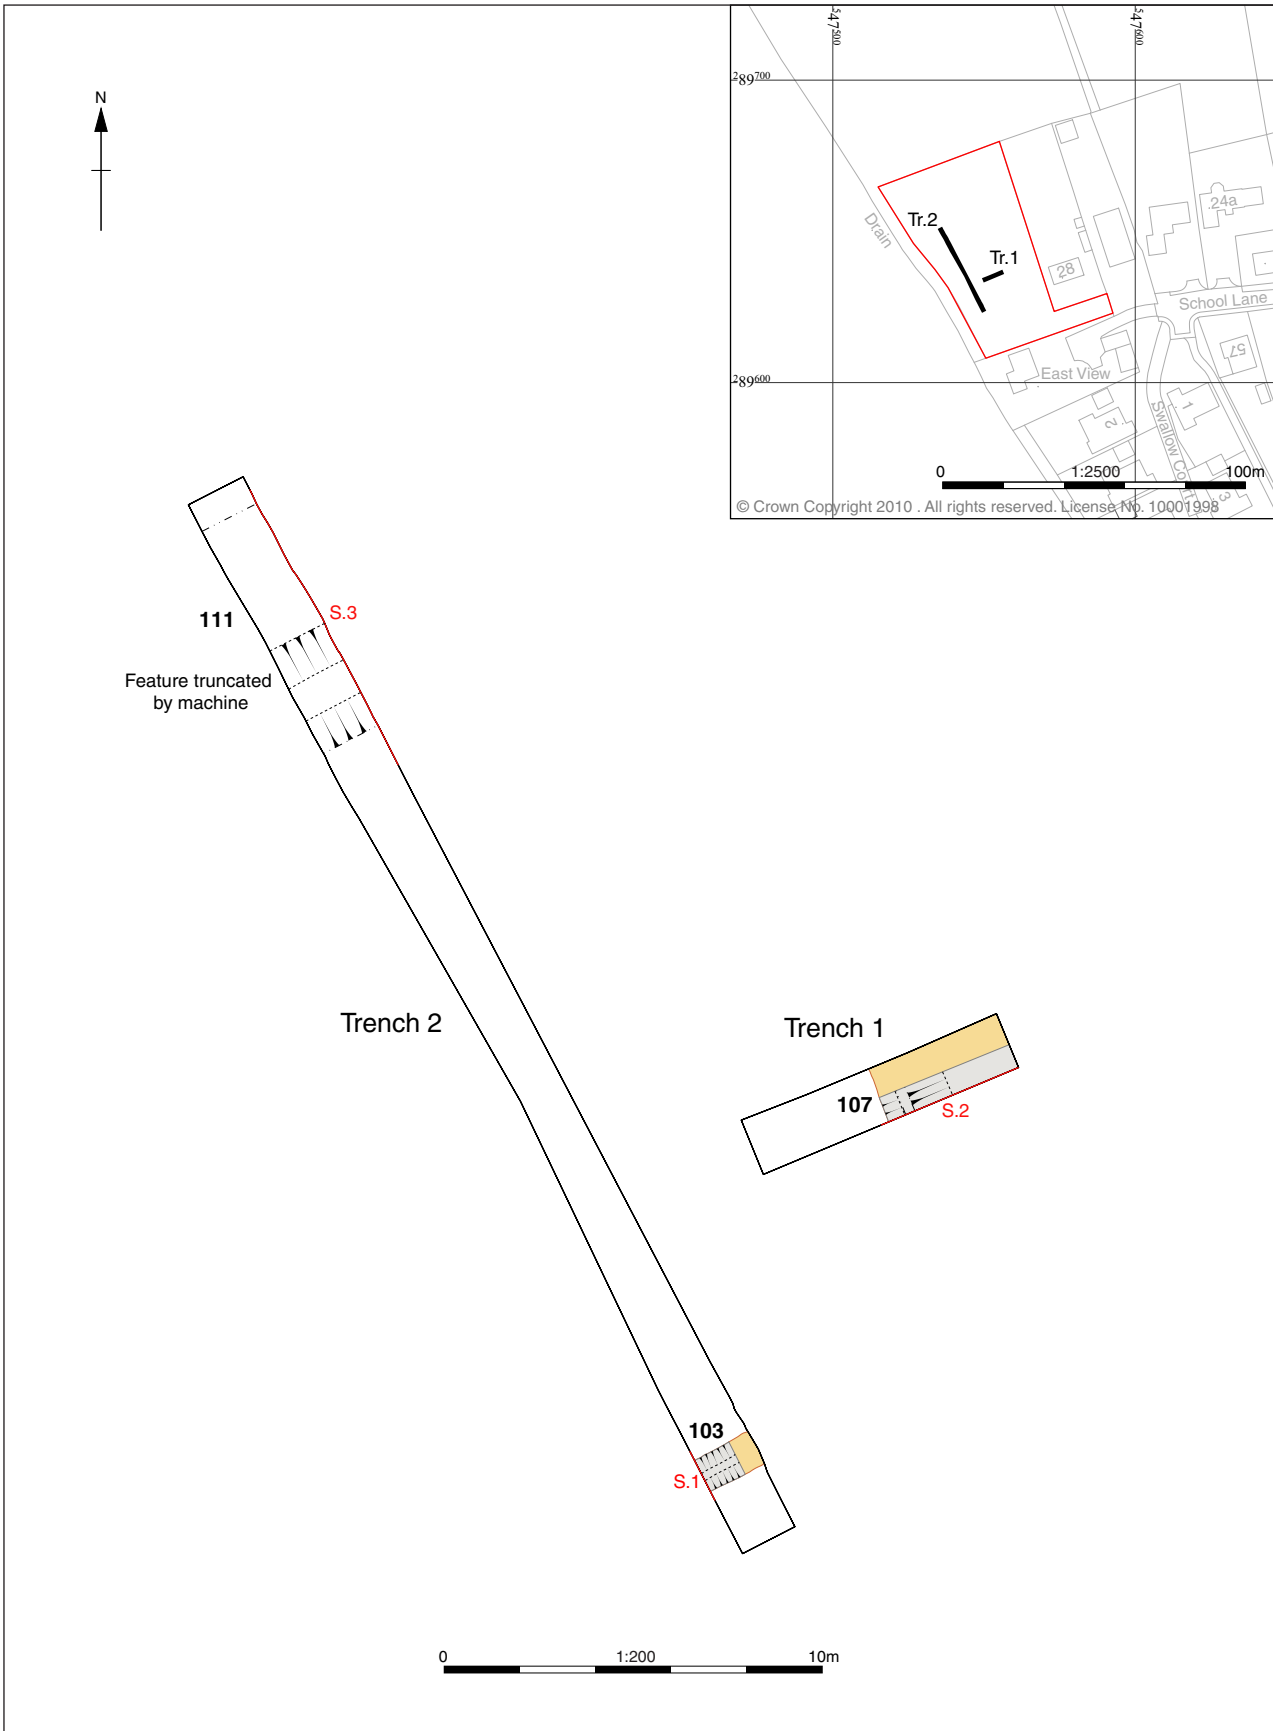 N
547500
547600
289700
289600
Drain
Tr.2
Tr.1
28
24a
School Lane
57
East View
1
2
Swallow Court
3
0 1:2500 100m
© Crown Copyright 2010 . All rights reserved. License No. 10001998
111
S.3
Feature truncated
by machine
Trench 2
Trench 1
107
S.2
103
S.1
0 1:200 10m